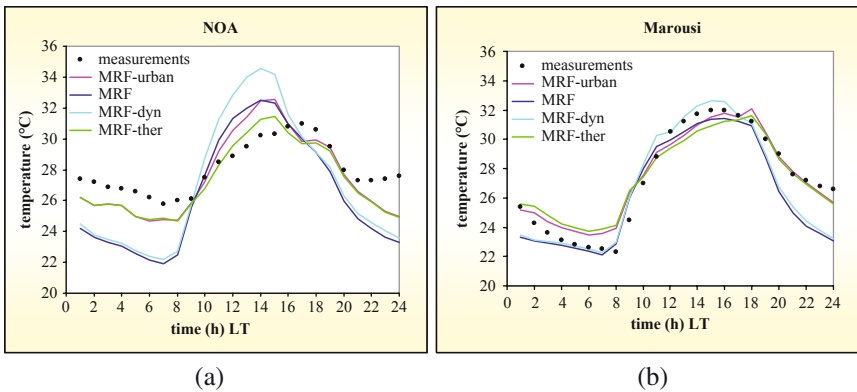 NOA
measurements
MRF-urban
MRF
MRF-dyn
MRF-ther
temperature (°C)
36
34
32
30
28
26
24
22
20
0 2 4 6 8 10 12 14 16 18 20 22 24
time (h) LT
(a)
Marousi
measurements
MRF-urban
MRF
MRF-dyn
MRF-ther
temperature (°C)
36
34
32
30
28
26
24
22
20
0 2 4 6 8 10 12 14 16 18 20 22 24
time (h) LT
(b)